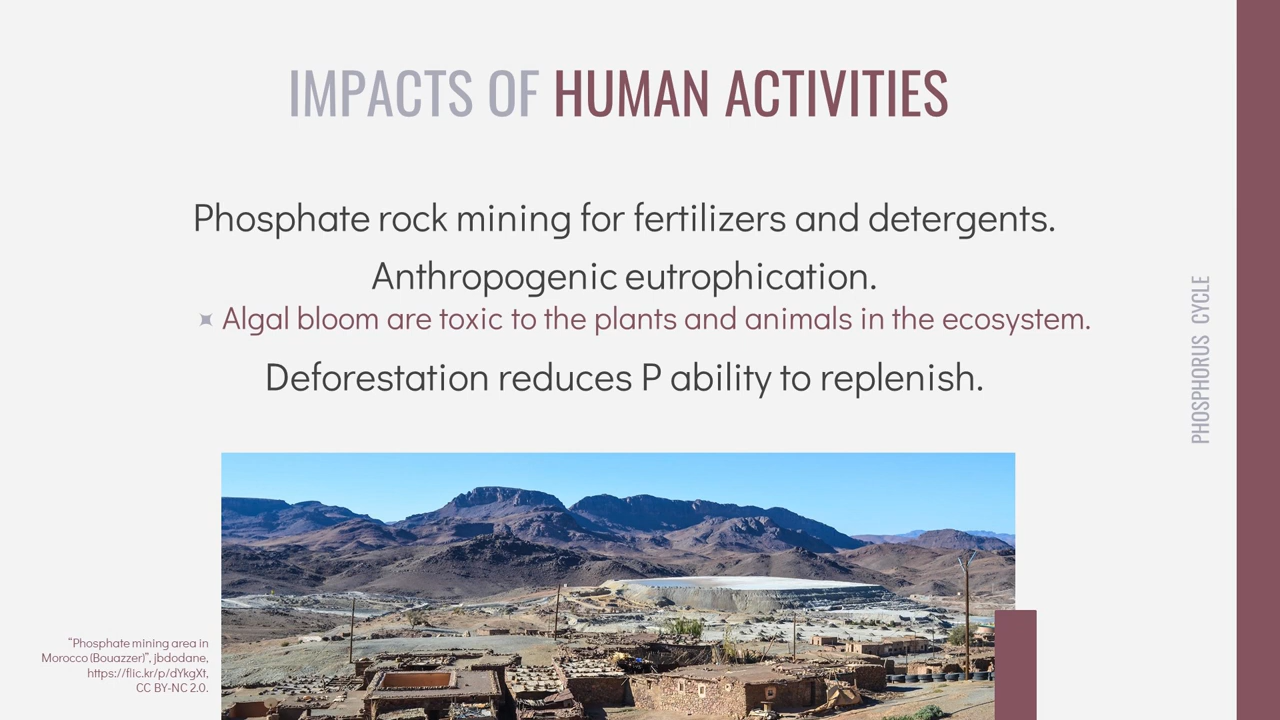 IMPACTS OF HUMAN ACTIVITIES
Phosphate rock mining for fertilizers and detergents.
Anthropogenic eutrophication.
Algal bloom are toxic to the plants and animals in the ecosystem.
Deforestation reduces P ability to replenish.
PHOSPHORUS CYCLE
“Phosphate mining area in
Morocco (Bouazzer)”, jbdodane,
https://flic.kr/p/dYkgXt,
CC BY-NC 2.0.